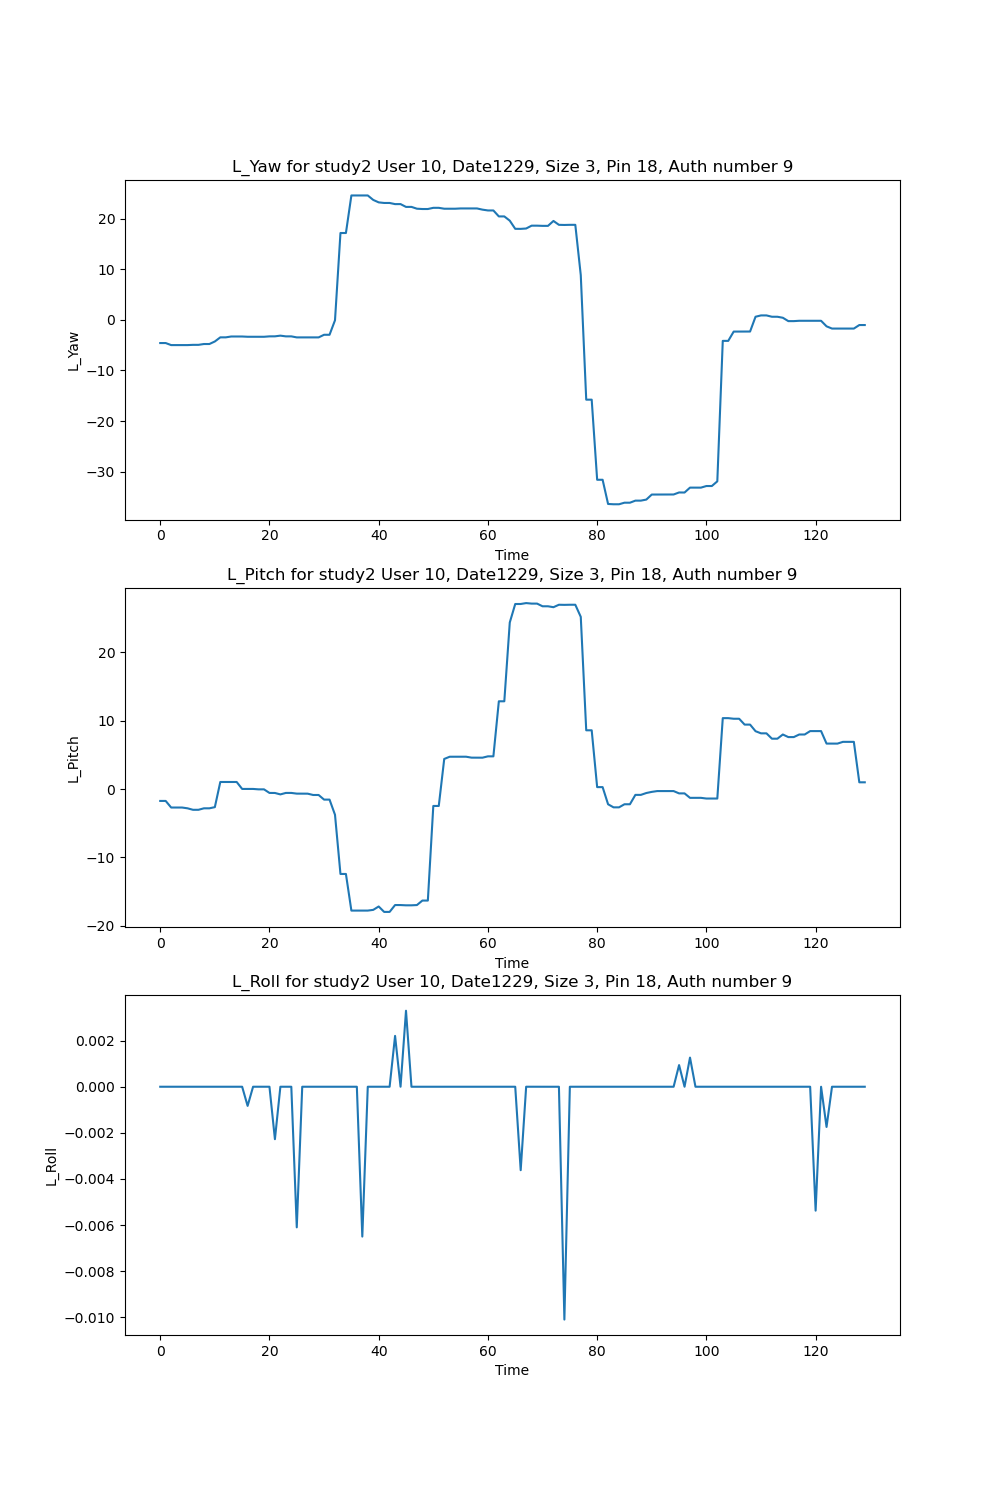 L_Yaw for study2 User 10, Date1229, Size 3, Pin 18, Auth number 9
20
10
0
−10
−20
−30
L_Yaw
0 20 40 60 80 100 120
Time
L_Pitch for study2 User 10, Date1229, Size 3, Pin 18, Auth number 9
20
10
0
−10
−20
L_Pitch
0 20 40 60 80 100 120
Time
L_Roll for study2 User 10, Date1229, Size 3, Pin 18, Auth number 9
0.002
0.000
−0.002
−0.004
−0.006
−0.008
−0.010
L_Roll
0 20 40 60 80 100 120
Time